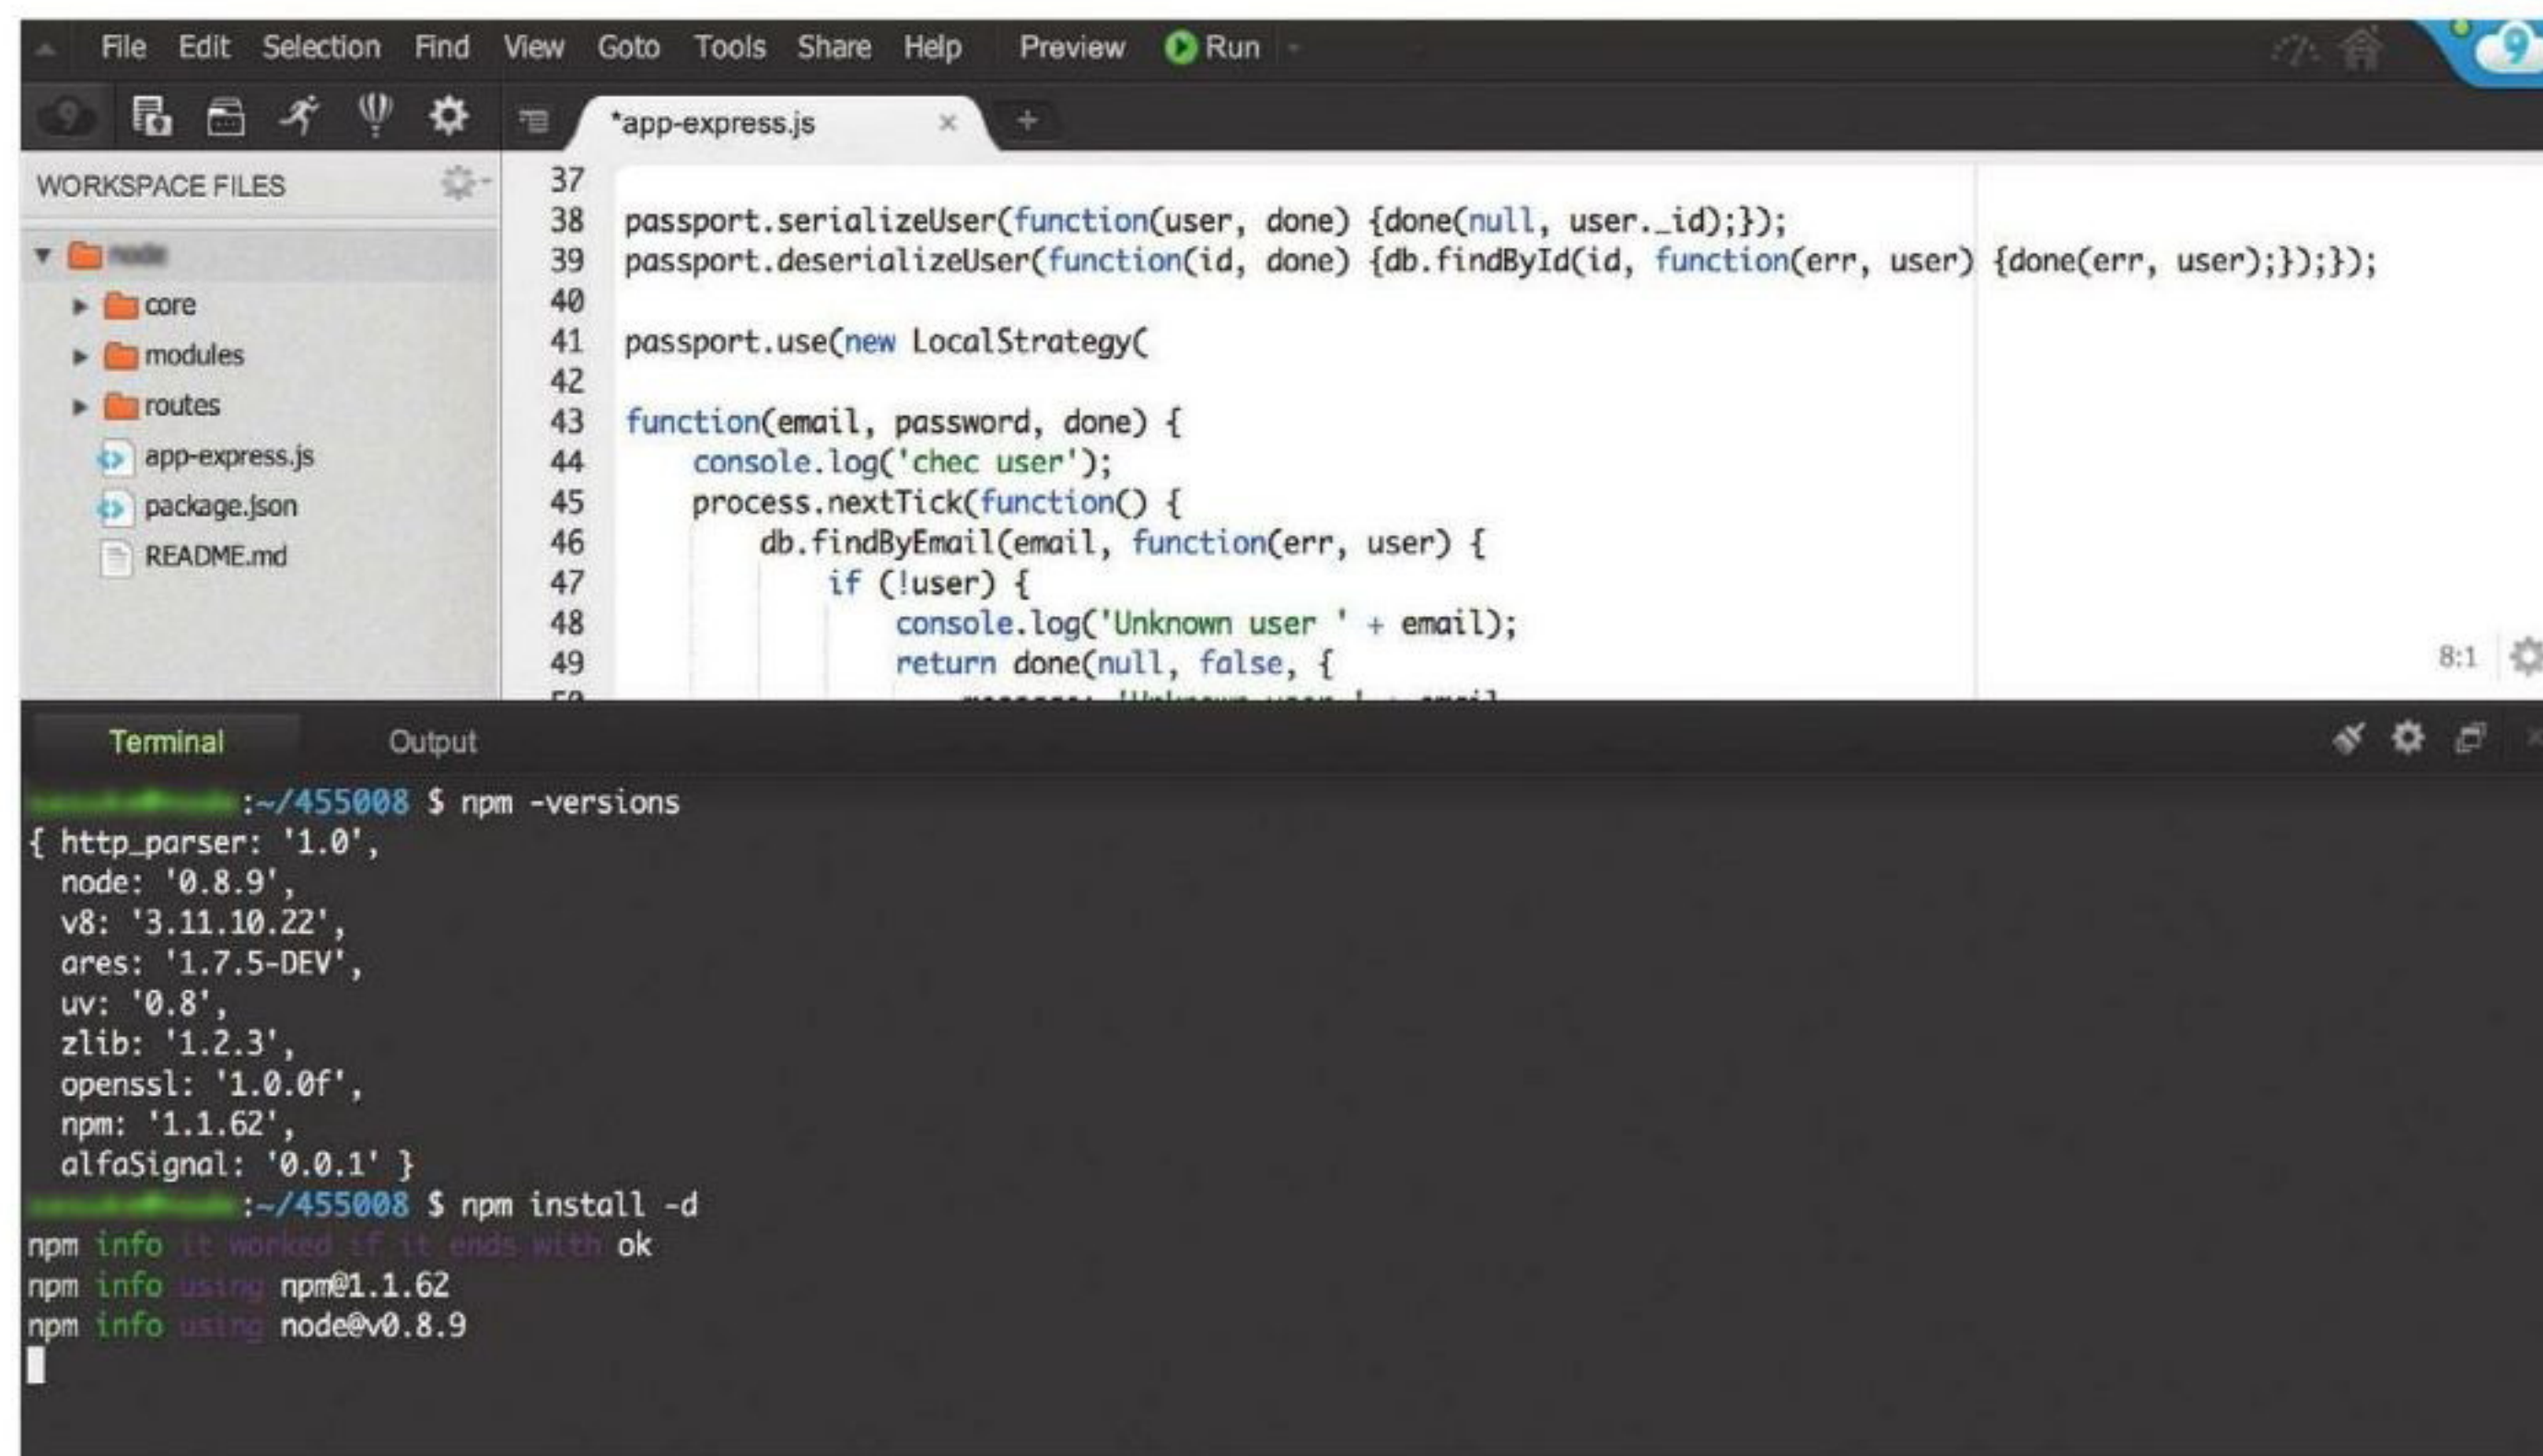 File Edit Selection Find View Goto Tools Share Help Preview Run
9
*app-express.js
WORKSPACE FILES
core
modules
routes
app-express.js
package.json
README.md
37
38 passport.serializeUser(function(user, done) {done(null, user._id);});
39 passport.deserializeUser(function(id, done) {db.findById(id, function(err, user) {done(err, user);});});
40
41 passport.use(new LocalStrategy(
42
43 function(email, password, done) {
44 console.log('chec user');
45 process.nextTick(function() {
46 db.findByEmail(email, function(err, user) {
47 if (!user) {
48 console.log('Unknown user ' + email);
49 return done(null, false, {
8:1
Terminal Output
:~/455008 $ npm -versions
{ http_parser: '1.0',
node: '0.8.9',
v8: '3.11.10.22',
ares: '1.7.5-DEV',
uv: '0.8',
zlib: '1.2.3',
openssl: '1.0.0f',
npm: '1.1.62',
alfaSignal: '0.0.1' }
:~/455008 $ npm install -d
npm info it worked if it ends with ok
npm info using npm@1.1.62
npm info using node@v0.8.9